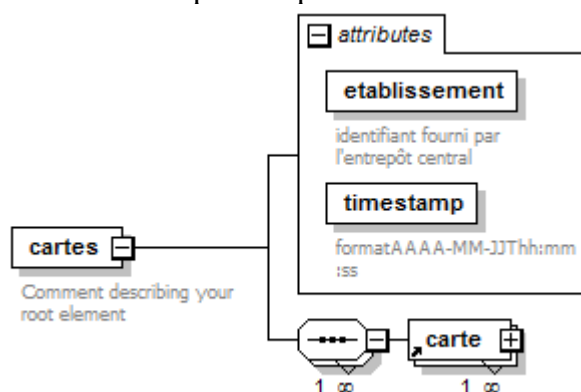 attributes
etablissement
identifiant fourni par
l'entrepôt central
timestamp
formatAAAA-MM-JJThh:mm
:ss
cartes
Comment describing your
root element
carte
1..∞
1..∞